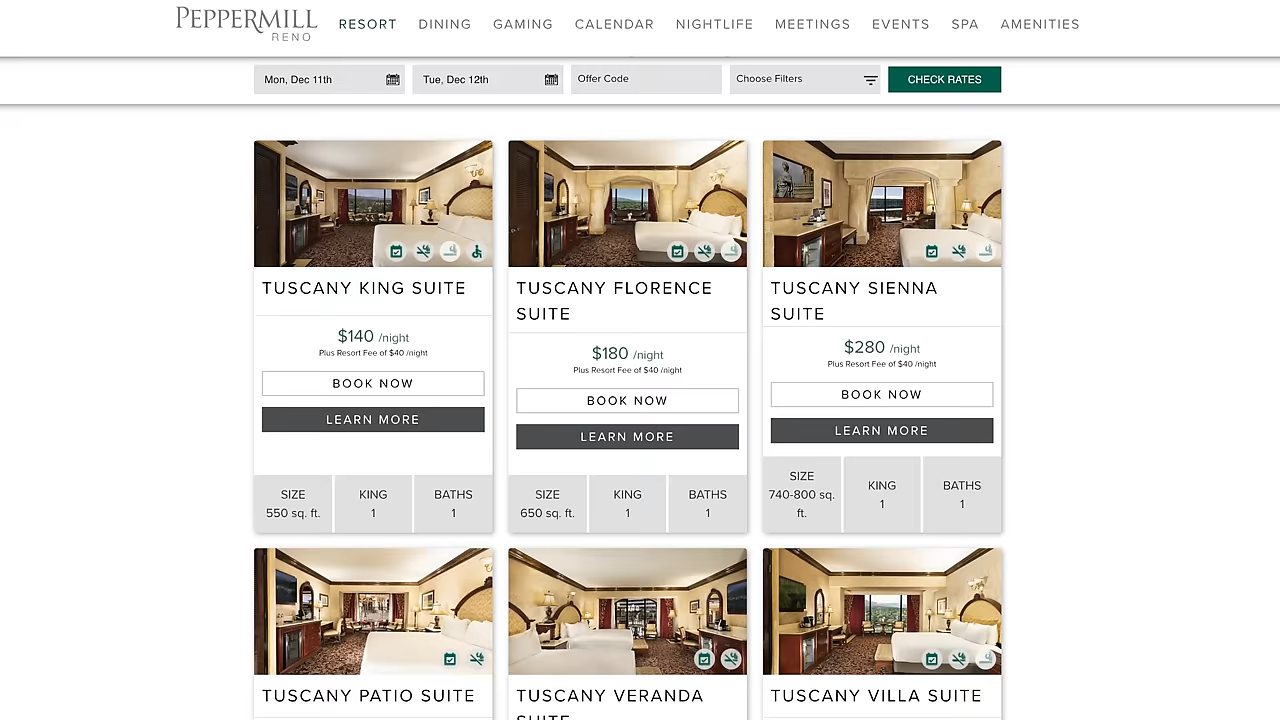 PEPPERMILL
RENO
RESORT DINING GAMING CALENDAR NIGHTLIFE MEETINGS EVENTS SPA AMENITIES
Mon, Dec 11th Tue, Dec 12th Offer Code Choose Filters CHECK RATES
TUSCANY KING SUITE
$140 /night
Plus Resort Fee of $40 /night
BOOK NOW
LEARN MORE
SIZE KING BATHS
550 sq. ft. 1 1
TUSCANY FLORENCE
SUITE
$180 /night
Plus Resort Fee of $40 /night
BOOK NOW
LEARN MORE
SIZE KING BATHS
650 sq. ft. 1 1
TUSCANY SIENNA
SUITE
$280 /night
Plus Resort Fee of $40 /night
BOOK NOW
LEARN MORE
SIZE KING BATHS
740-800 sq. 1 1
ft.
TUSCANY PATIO SUITE
TUSCANY VERANDA
SUITE
TUSCANY VILLA SUITE